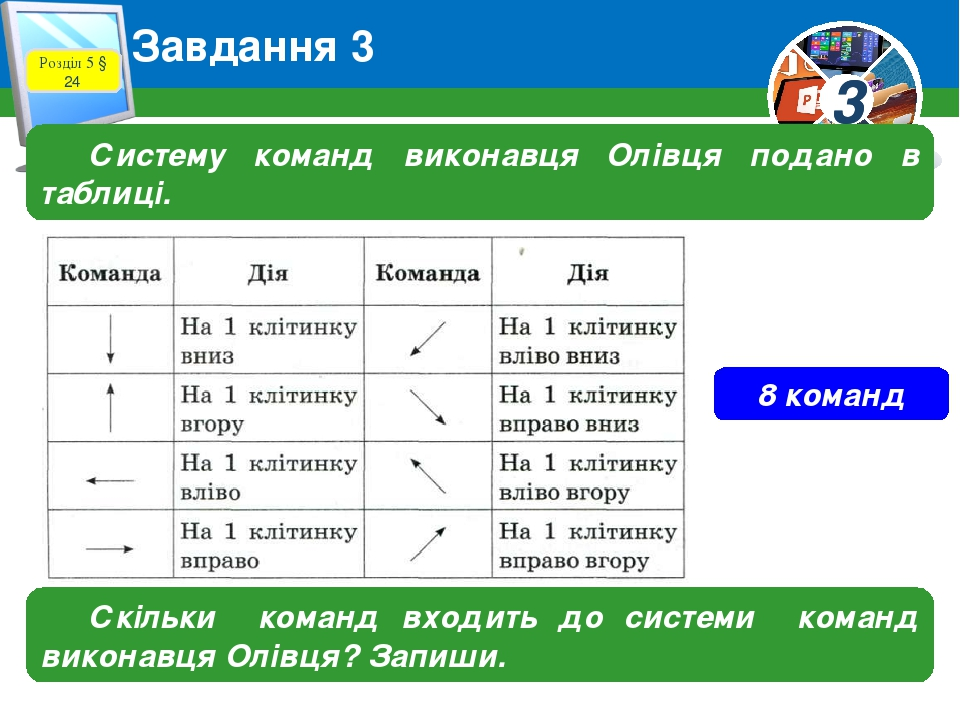 Завдання 3
Розділ 5 §
24
3
Систему команд виконавця Олівця подано в
таблиці.
Команда Дія Команда Дія
На 1 клітинку
вниз
На 1 клітинку
вліво вниз
На 1 клітинку
вгору
На 1 клітинку
вправо вниз
На 1 клітинку
вліво
На 1 клітинку
вліво вгору
На 1 клітинку
вправо
На 1 клітинку
вправо вгору
8 команд
Скільки команд входить до системи команд
виконавця Олівця? Запиши.